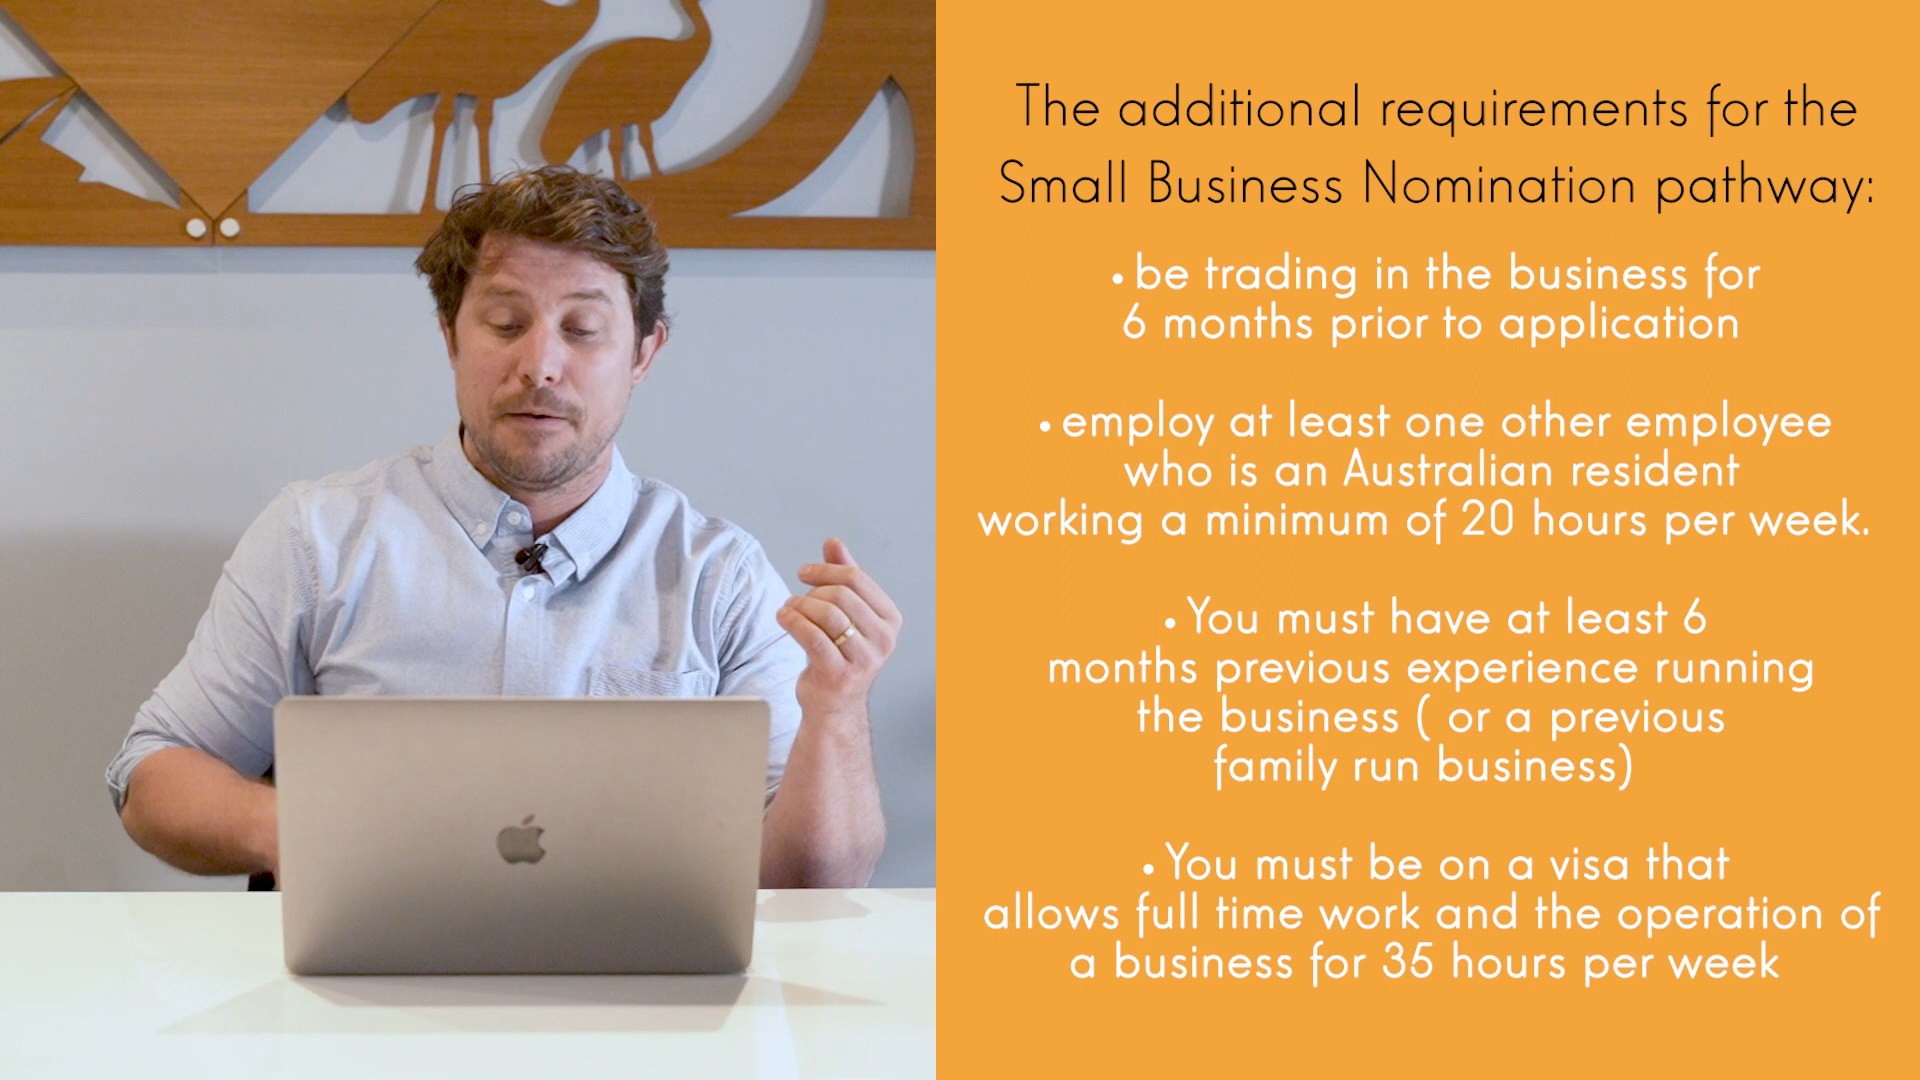 The additional requirements for the
Small Business Nomination pathway:
• be trading in the business for
6 months prior to application
• employ at least one other employee
who is an Australian resident
working a minimum of 20 hours per week.
• You must have at least 6
months previous experience running
the business ( or a previous
family run business)
• You must be on a visa that
allows full time work and the operation of
a business for 35 hours per week